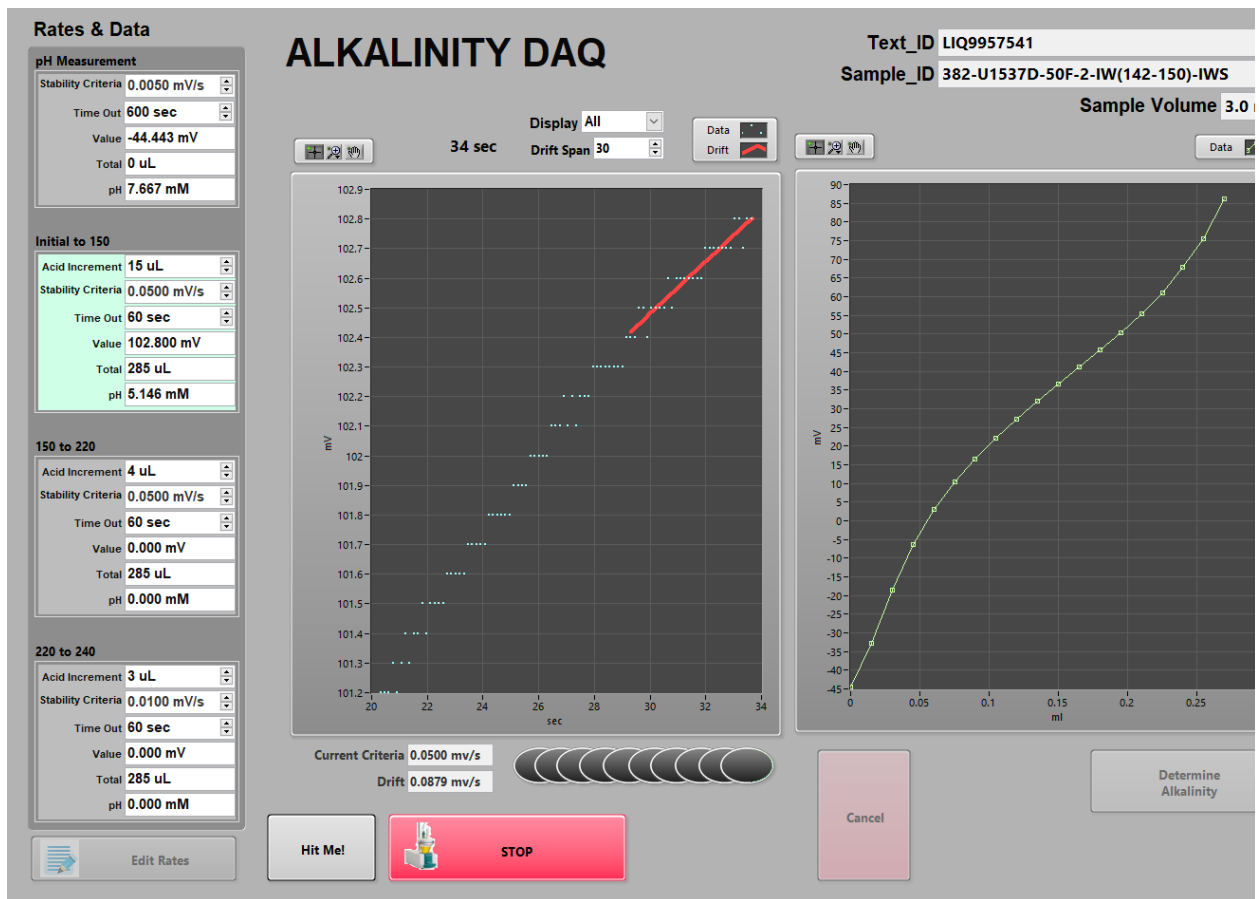 Rates & Data
pH Measurement
Stability Criteria 0.0050 mV/s
Time Out 600 sec
Value -44.443 mV
Total 0 uL
pH 7.667 mM
Initial to 150
Acid Increment 15 uL
Stability Criteria 0.0500 mV/s
Time Out 60 sec
Value 102.800 mV
Total 285 uL
pH 5.146 mM
150 to 220
Acid Increment 4 uL
Stability Criteria 0.0500 mV/s
Time Out 60 sec
Value 0.000 mV
Total 285 uL
pH 0.000 mM
220 to 240
Acid Increment 3 uL
Stability Criteria 0.0100 mV/s
Time Out 60 sec
Value 0.000 mV
Total 285 uL
pH 0.000 mM
Edit Rates
ALKALINITY DAQ
Text_ID LIQ9957541
Sample_ID 382-U1537D-50F-2-IW(142-150)-IWS
Sample Volume 3.0
34 sec
Display All
Drift Span 30
Data
Drift
Data
102.9
102.8
102.7
102.6
102.5
102.4
102.3
102.2
102.1
102
101.9
101.8
101.7
101.6
101.5
101.4
101.3
101.2
mV
20 22 24 26 28 30 32 34
sec
90
85
80
75
70
65
60
55
50
45
40
35
30
25
20
15
10
5
0
-5
-10
-15
-20
-25
-30
-35
-40
-45
mV
0 0.05 0.1 0.15 0.2 0.25
ml
Current Criteria 0.0500 mv/s
Drift 0.0879 mv/s
Hit Me!
STOP
Cancel
Determine
Alkalinity